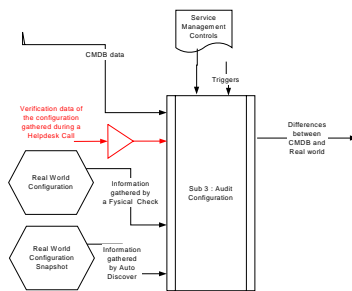 Service
Management
Controls
CMDB data
Triggers
Verification data of
the configuration
gathered during a
Helpdesk Call
Differences
between
CMDB and
Real world
Real World
Configuration
Information
gathered by
a Fysical Check
Sub 3 : Audit
Configuration
Real World
Configuration
Snapshot
Information
gathered
by Auto
Discover